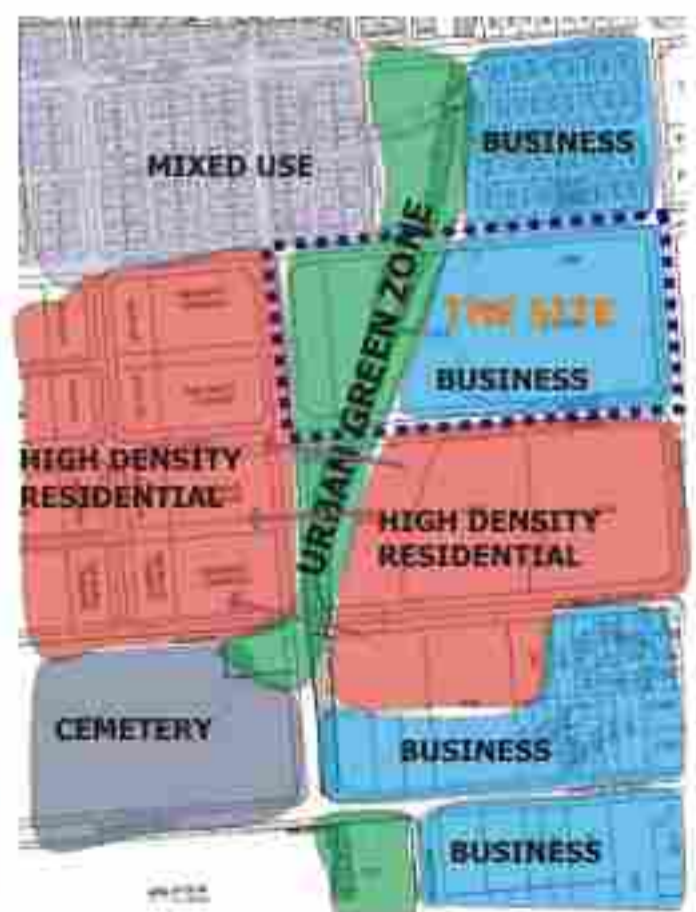 MIXED USE
BUSINESS
URBAN GREEN ZONE
THE SITE
BUSINESS
HIGH DENSITY
RESIDENTIAL
HIGH DENSITY
RESIDENTIAL
CEMETERY
BUSINESS
BUSINESS